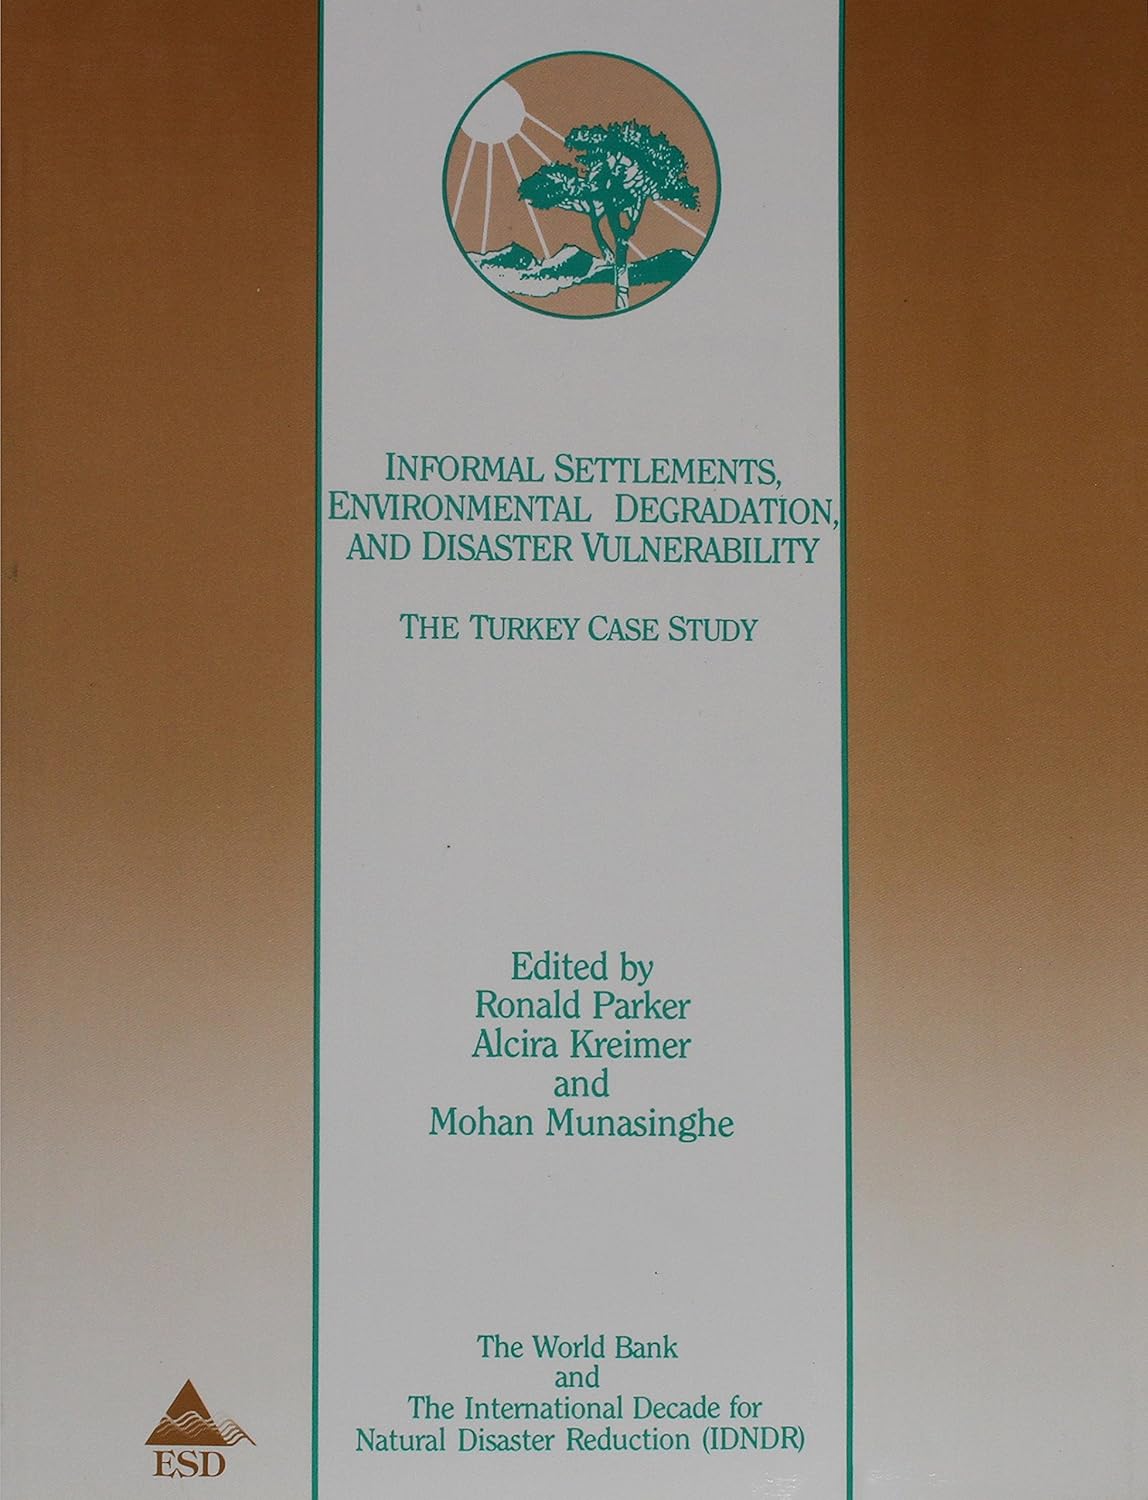 INFORMAL SETTLEMENTS,
ENVIRONMENTAL DEGRADATION,
AND DISASTER VULNERABILITY
THE TURKEY CASE STUDY
Edited by
Ronald Parker
Alcira Kreimer
and
Mohan Munasinghe
The World Bank
and
The International Decade for
Natural Disaster Reduction (IDNDR)
ESD